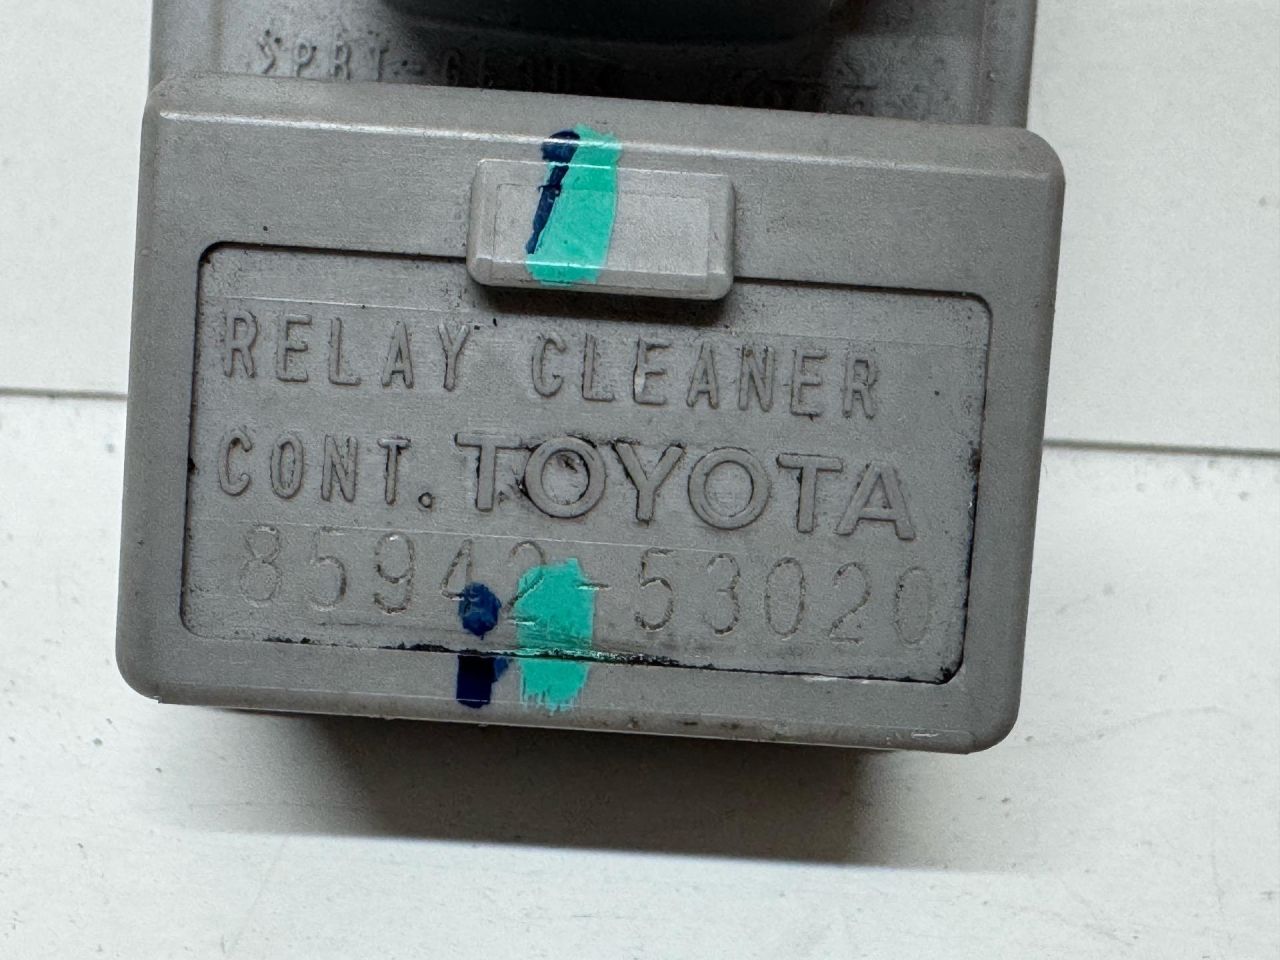 RELAY CLEANER
CONT. TOYOTA
85942-53020